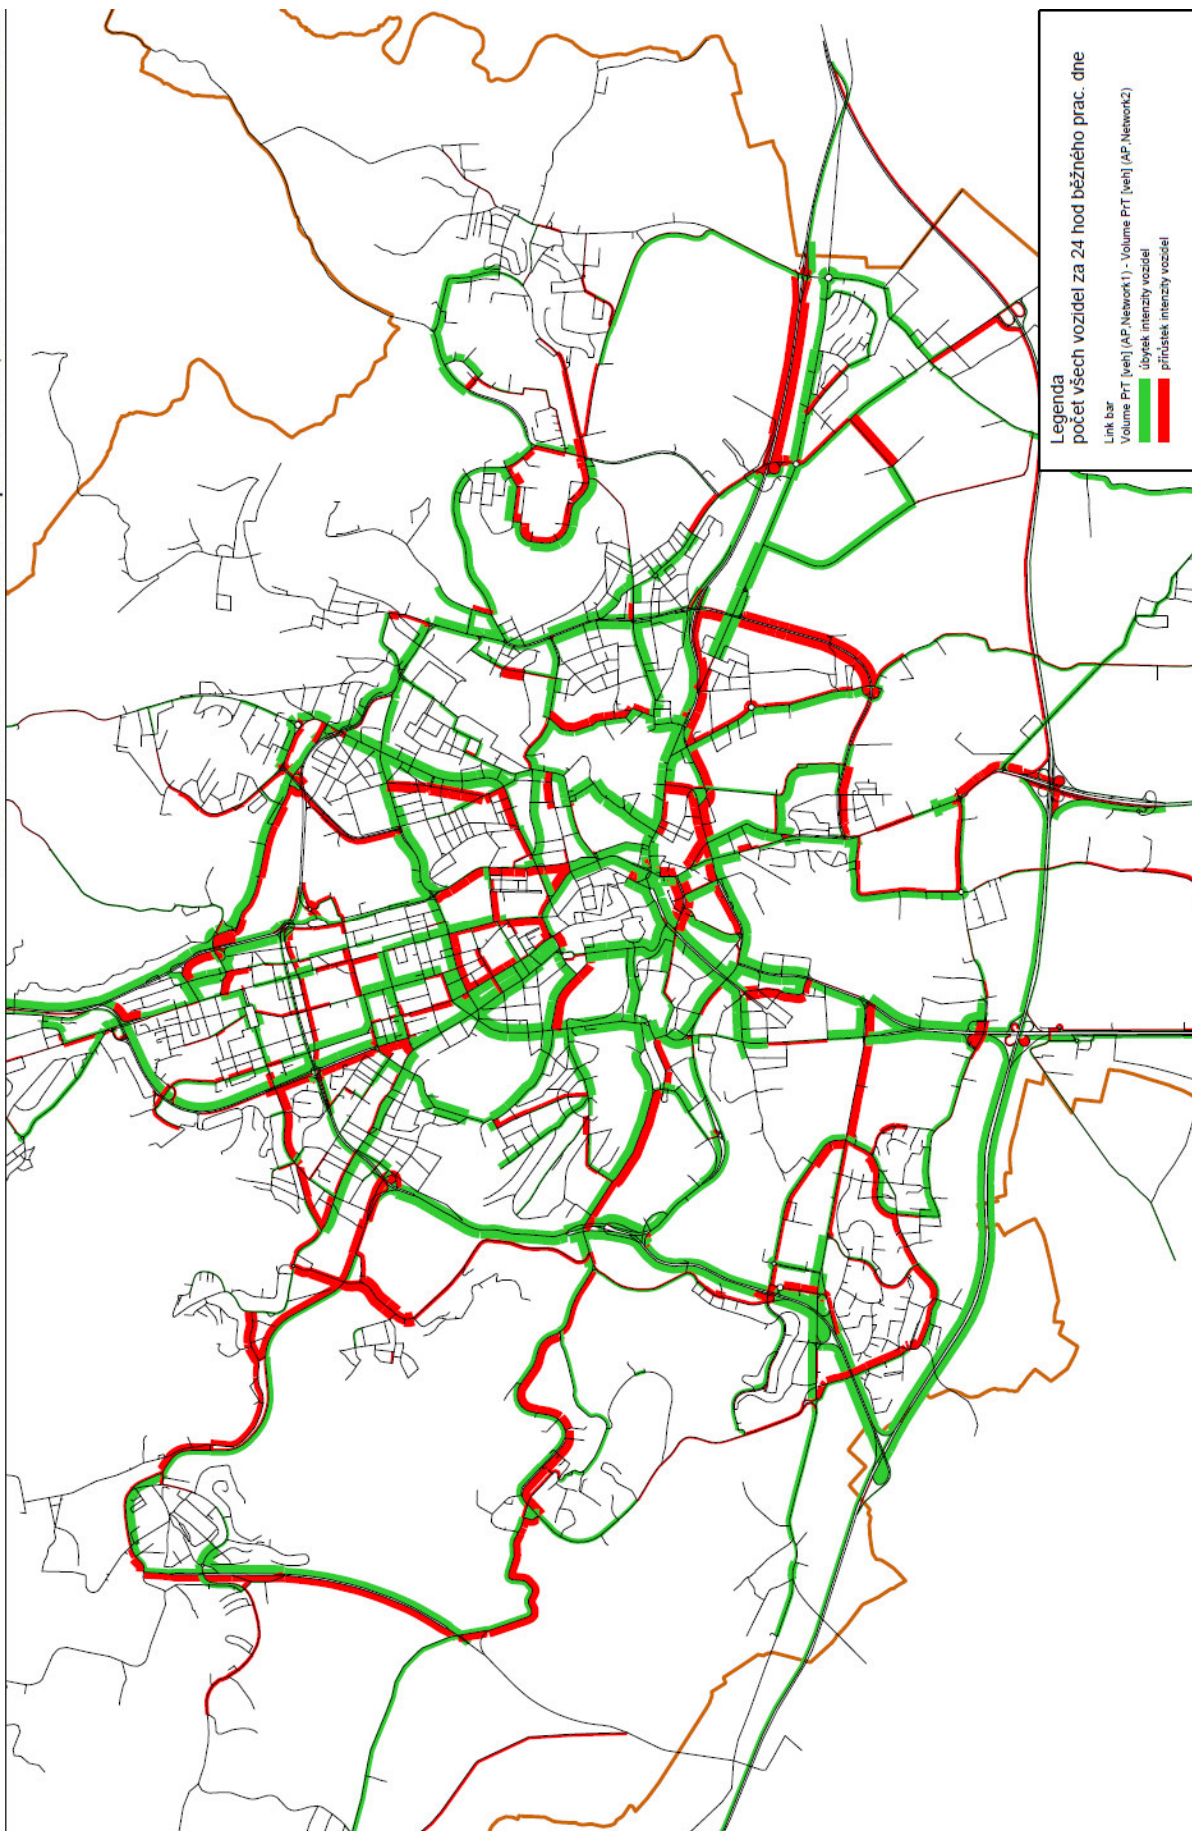 Legenda
počet všech vozidel za 24 hod běžného prac. dne
Link bar
Volume PrT [veh] (AP,Network1) - Volume PrT [veh] (AP,Network2)
úbytek intenzity vozidel
přírůstek intenzity vozidel